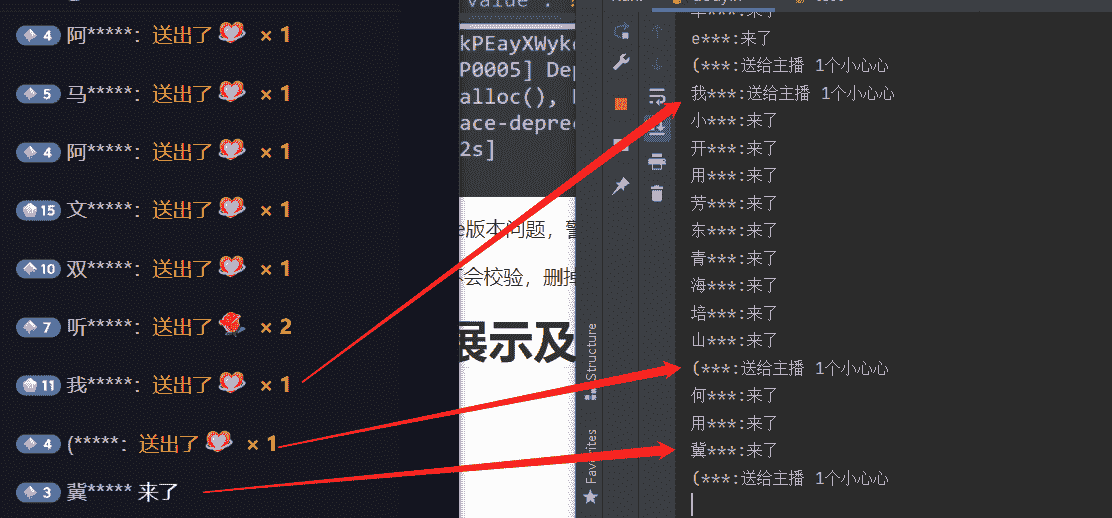 4 阿*****: 送出了 × 1
5 马*****: 送出了 × 1
4 阿*****: 送出了 × 1
15 文*****: 送出了 × 1
10 双*****: 送出了 × 1
7 听*****: 送出了 × 2
11 我*****: 送出了 × 1
4 (*****: 送出了 × 1
3 冀***** 来了
value
kPEayXWyk
P0005] Dep
alloc(),
ace-deprec
2s]
版本问题，警
会校验，删掉
展示及
Structure
Favorites
e***:来了
(***:送给主播 1个小心心
我***:送给主播 1个小心心
小***:来了
开***:来了
用***:来了
芳***:来了
东***:来了
青***:来了
海***:来了
培***:来了
山***:来了
(***:送给主播 1个小心心
何***:来了
用***:来了
冀***:来了
(***:送给主播 1个小心心